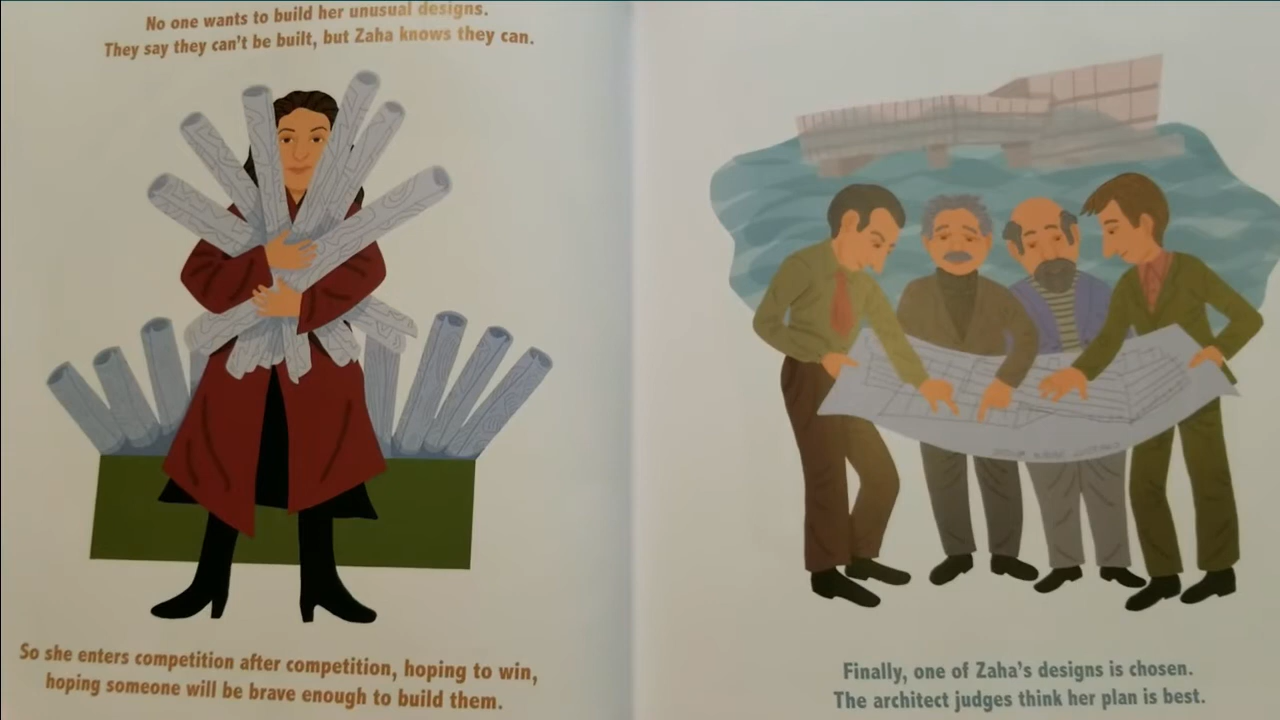 No one wants to build her unusual designs.
They say they can't be built, but Zaha knows they can.
So she enters competition after competition, hoping to win,
hoping someone will be brave enough to build them.
Finally, one of Zaha's designs is chosen.
The architect judges think her plan is best.